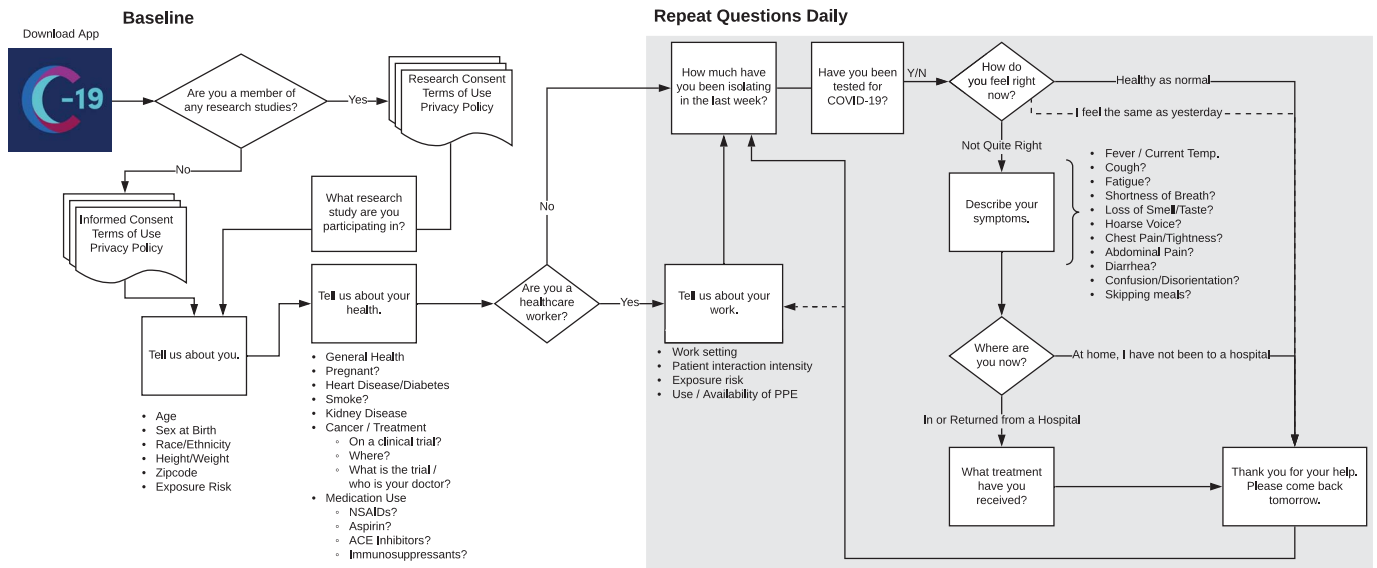 Baseline
Download App
C-19
Are you a member of
any research studies?
Yes
Research Consent
Terms of Use
Privacy Policy
No
Informed Consent
Terms of Use
Privacy Policy
What research
study are you
participating in?
Tell us about you.
• Age
• Sex at Birth
• Race/Ethnicity
• Height/Weight
• Zipcode
• Exposure Risk
Tell us about your
health.
• General Health
• Pregnant?
• Heart Disease/Diabetes
• Smoke?
• Kidney Disease
• Cancer / Treatment
◦ On a clinical trial?
◦ Where?
◦ What is the trial /
who is your doctor?
• Medication Use
◦ NSAIDs?
◦ Aspirin?
◦ ACE Inhibitors?
◦ Immunosuppressants?
Are you a
healthcare
worker?
No
Yes
Repeat Questions Daily
Tell us about your
work.
• Work setting
• Patient interaction intensity
• Exposure risk
• Use / Availability of PPE
How much have
you been isolating
in the last week?
Have you been
tested for
COVID-19?
Y/N
How do
you feel right
now?
Healthy as normal
I feel the same as yesterday
Not Quite Right
Describe your
symptoms.
• Fever / Current Temp.
• Cough?
• Fatigue?
• Shortness of Breath?
• Loss of Smell/Taste?
• Hoarse Voice?
• Chest Pain/Tightness?
• Abdominal Pain?
• Diarrhea?
• Confusion/Disorientation?
• Skipping meals?
Where are
you now?
At home, I have not been to a hospital
In or Returned from a Hospital
What treatment
have you
received?
Thank you for your help.
Please come back
tomorrow.